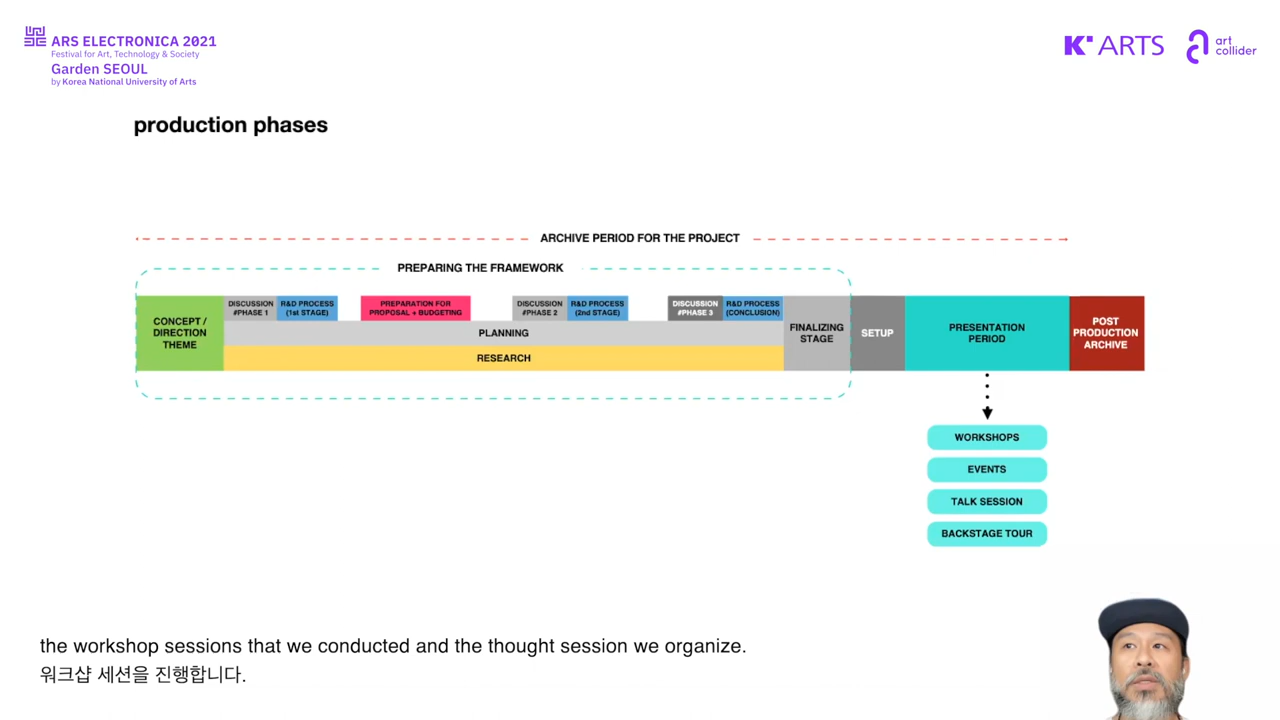 ARS ELECTRONICA 2021
Festival for Art, Technology & Society
Garden SEOUL
by Korea National University of Arts
K ARTS
art
collider
production phases
ARCHIVE PERIOD FOR THE PROJECT
PREPARING THE FRAMEWORK
CONCEPT /
DIRECTION
THEME
DISCUSSION
#PHASE 1
R&D PROCESS
(1st STAGE)
PREPARATION FOR
PROPOSAL + BUDGETING
DISCUSSION
#PHASE 2
R&D PROCESS
(2nd STAGE)
DISCUSSION
#PHASE 3
R&D PROCESS
(CONCLUSION)
PLANNING
RESEARCH
FINALIZING
STAGE
SETUP
PRESENTATION
PERIOD
POST
PRODUCTION
ARCHIVE
WORKSHOPS
EVENTS
TALK SESSION
BACKSTAGE TOUR
the workshop sessions that we conducted and the thought session we organize.
워크샵 세션을 진행합니다.